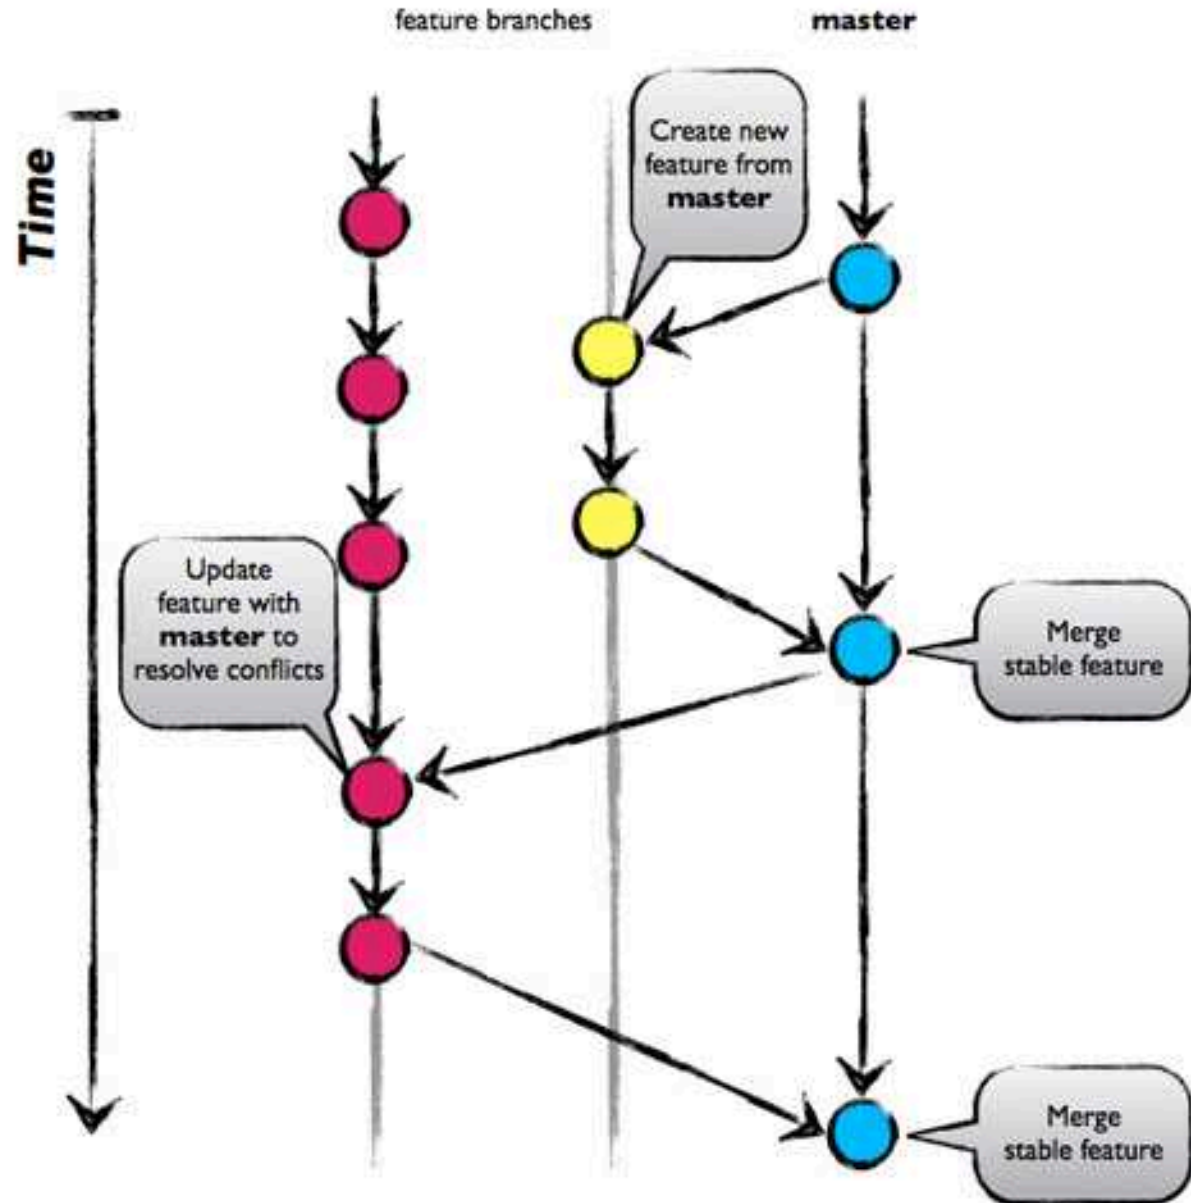 feature branches
master
Time
Create new
feature from
master
Update
feature with
master to
resolve conflicts
Merge
stable feature
Merge
stable feature